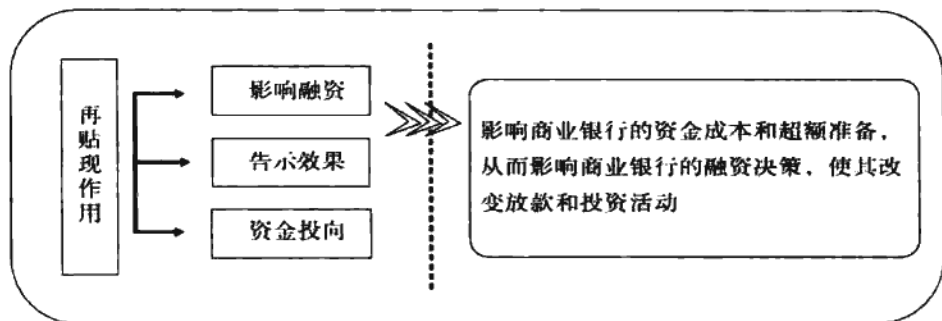 再贴现作用
影响融资
告示效果
资金投向
影响商业银行的资金成本和超额准备，
从而影响商业银行的融资决策，使其改
变放款和投资活动